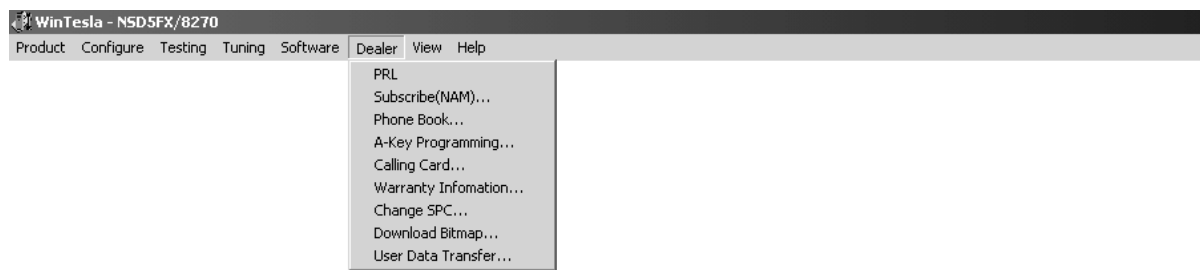 WinTesla - NSD5FX/8270
Product Configure Testing Tuning Software Dealer View Help
PRL
Subscribe(NAM)...
Phone Book...
A-Key Programming...
Calling Card...
Warranty Infomation...
Change SPC...
Download Bitmap...
User Data Transfer...